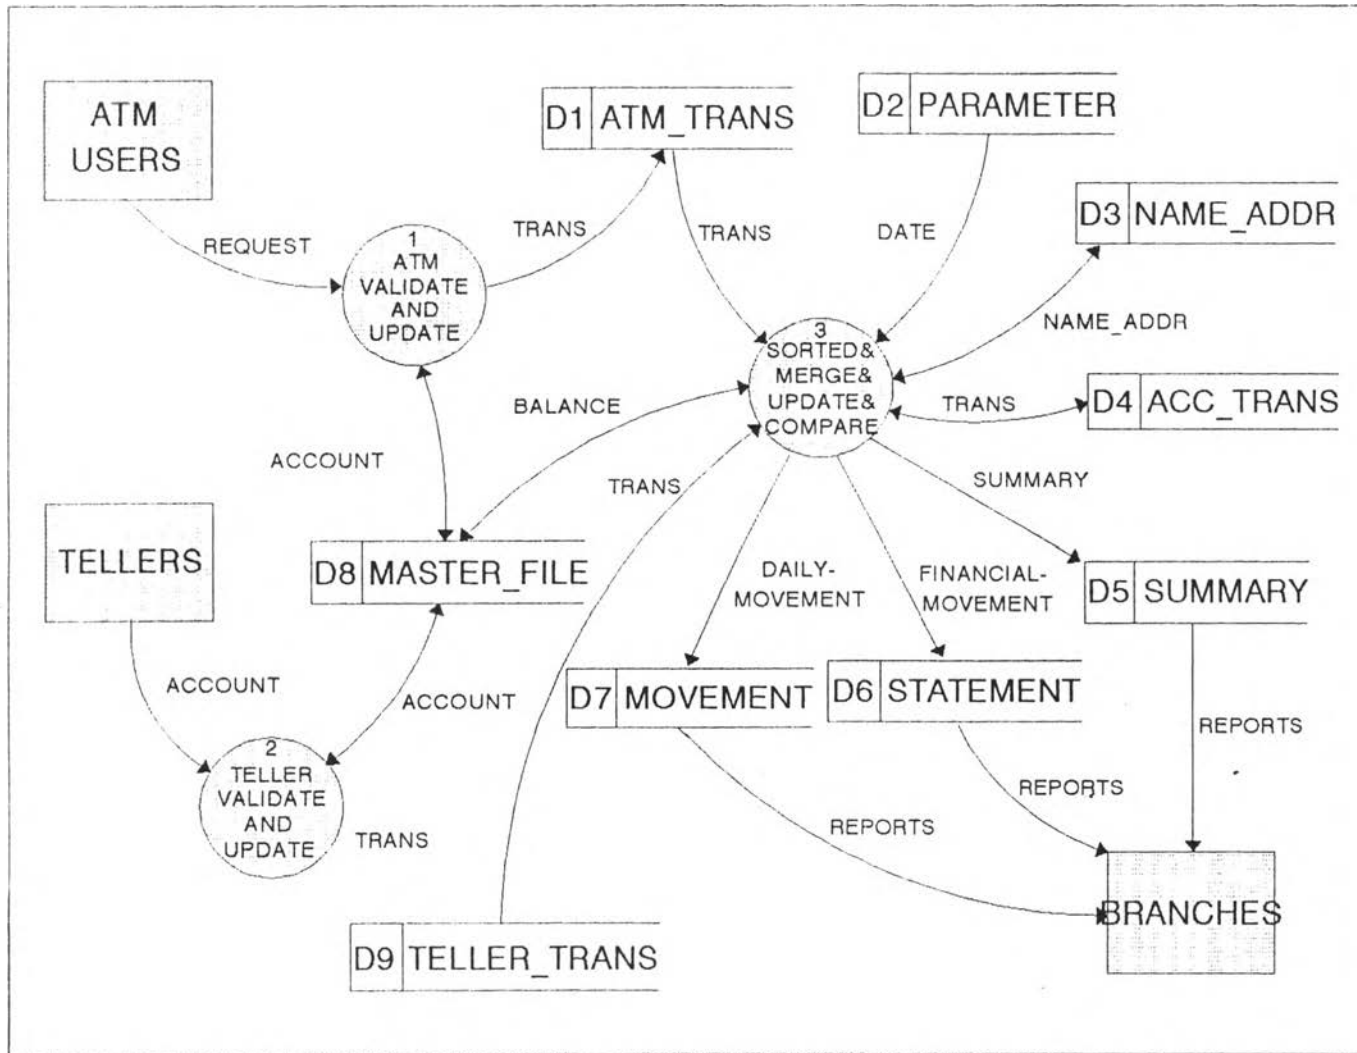 ATM
USERS
D1 ATM_TRANS
D2 PARAMETER
D3 NAME_ADDR
REQUEST
TRANS
TRANS
DATE
1
ATM
VALIDATE
AND
UPDATE
NAME_ADDR
3
SORTED&
MERGE&
UPDATE&
COMPARE
BALANCE
TRANS
D4 ACC_TRANS
ACCOUNT
TRANS
SUMMARY
TELLERS
D8 MASTER_FILE
DAILY-
MOVEMENT
FINANCIAL-
MOVEMENT
D5 SUMMARY
ACCOUNT
ACCOUNT
D7 MOVEMENT
D6 STATEMENT
REPORTS
2
TELLER
VALIDATE
AND
UPDATE
TRANS
REPORTS
REPORTS
BRANCHES
D9 TELLER_TRANS